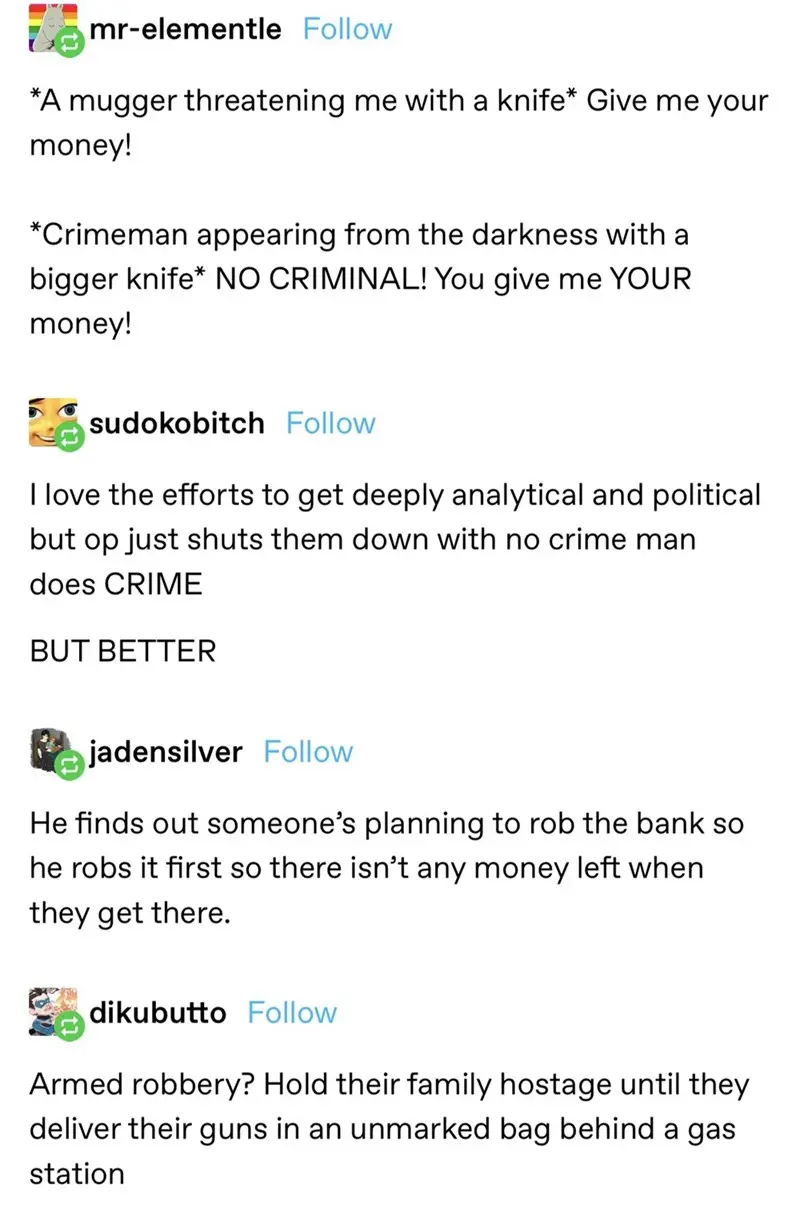 mr-elementle Follow
*A mugger threatening me with a knife* Give me your
money!
*Crimeman appearing from the darkness with a
bigger knife* NO CRIMINAL! You give me YOUR
money!
sudokobitch Follow
I love the efforts to get deeply analytical and political
but op just shuts them down with no crime man
does CRIME
BUT BETTER
jadensilver Follow
He finds out someone’s planning to rob the bank so
he robs it first so there isn’t any money left when
they get there.
dikubutto Follow
Armed robbery? Hold their family hostage until they
deliver their guns in an unmarked bag behind a gas
station